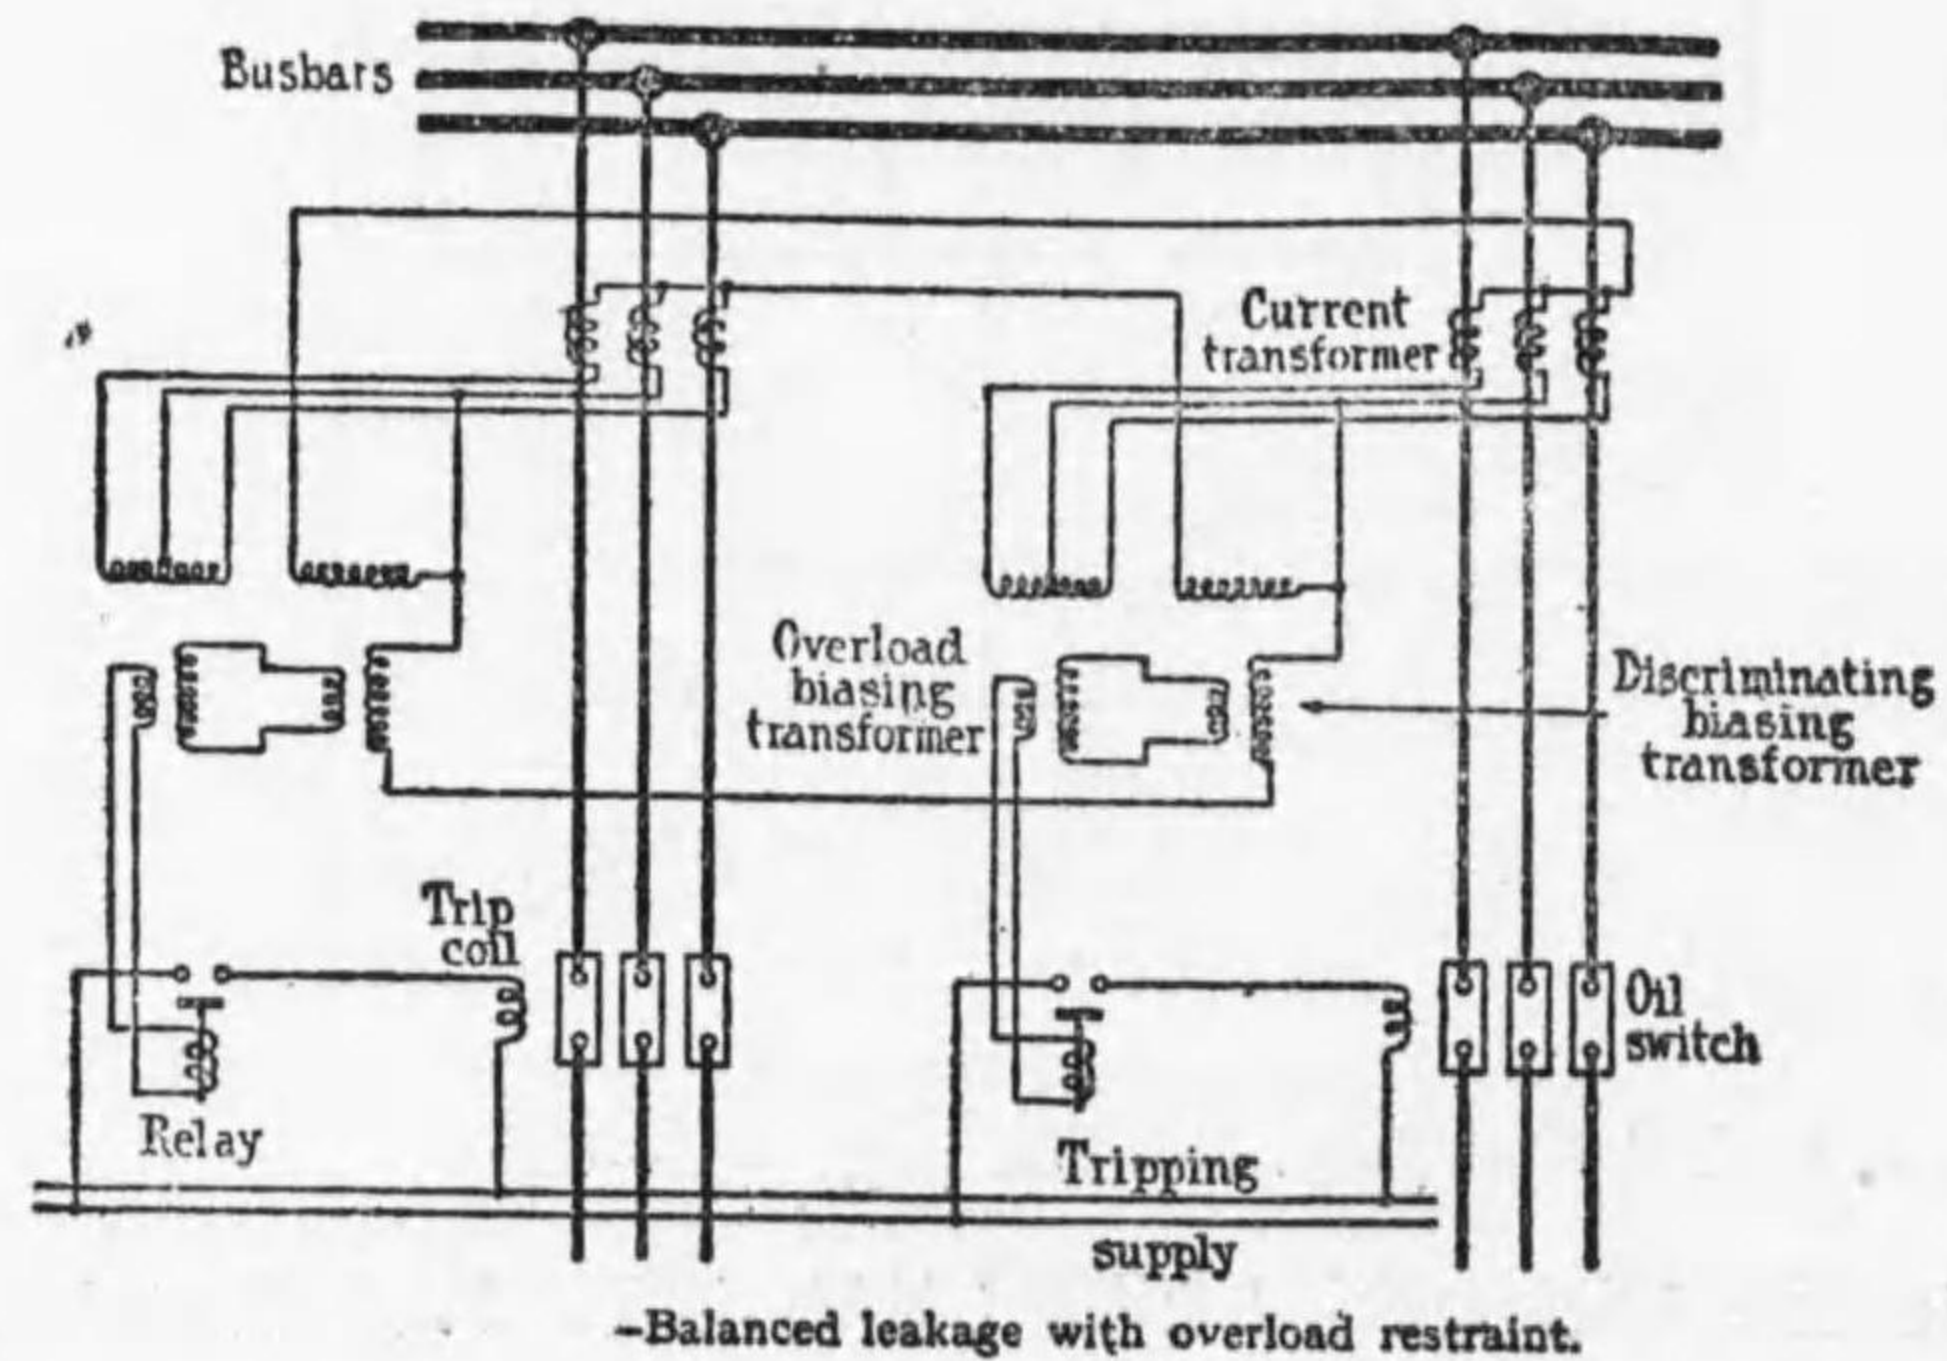 Busbars
Current
transformer
Overload
biasing
transformer
Discriminating
biasing
transformer
Trip
coil
Oil
switch
Relay
Tripping
supply
-Balanced leakage with overload restraint.